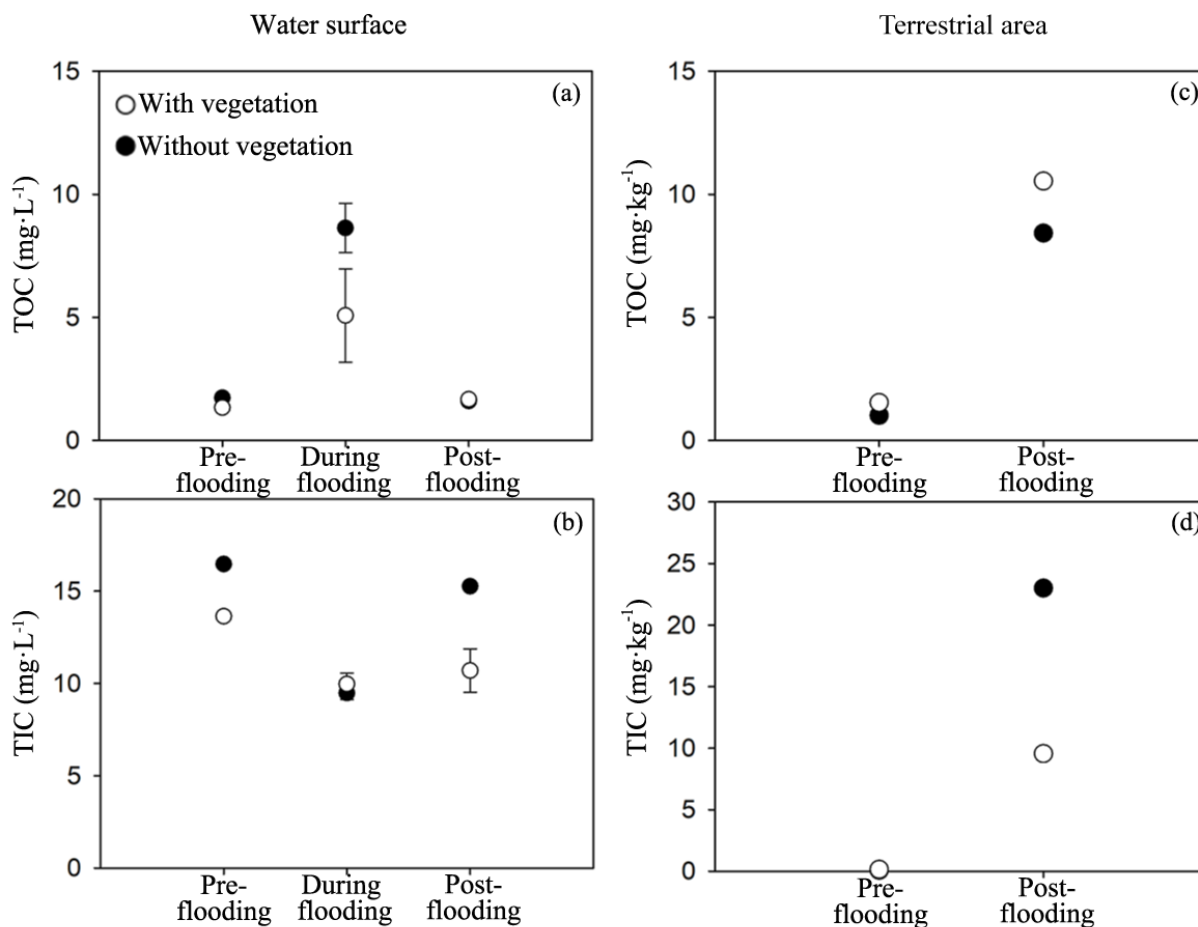 Water surface
Terrestrial area
15
10
5
0
TOC (mg·L⁻¹)
With vegetation
Without vegetation
(a)
Pre-
flooding
During
flooding
Post-
flooding
15
10
5
0
TOC (mg·kg⁻¹)
(c)
Pre-
flooding
Post-
flooding
20
15
10
5
0
TIC (mg·L⁻¹)
(b)
Pre-
flooding
During
flooding
Post-
flooding
30
25
20
15
10
5
0
TIC (mg·kg⁻¹)
(d)
Pre-
flooding
Post-
flooding